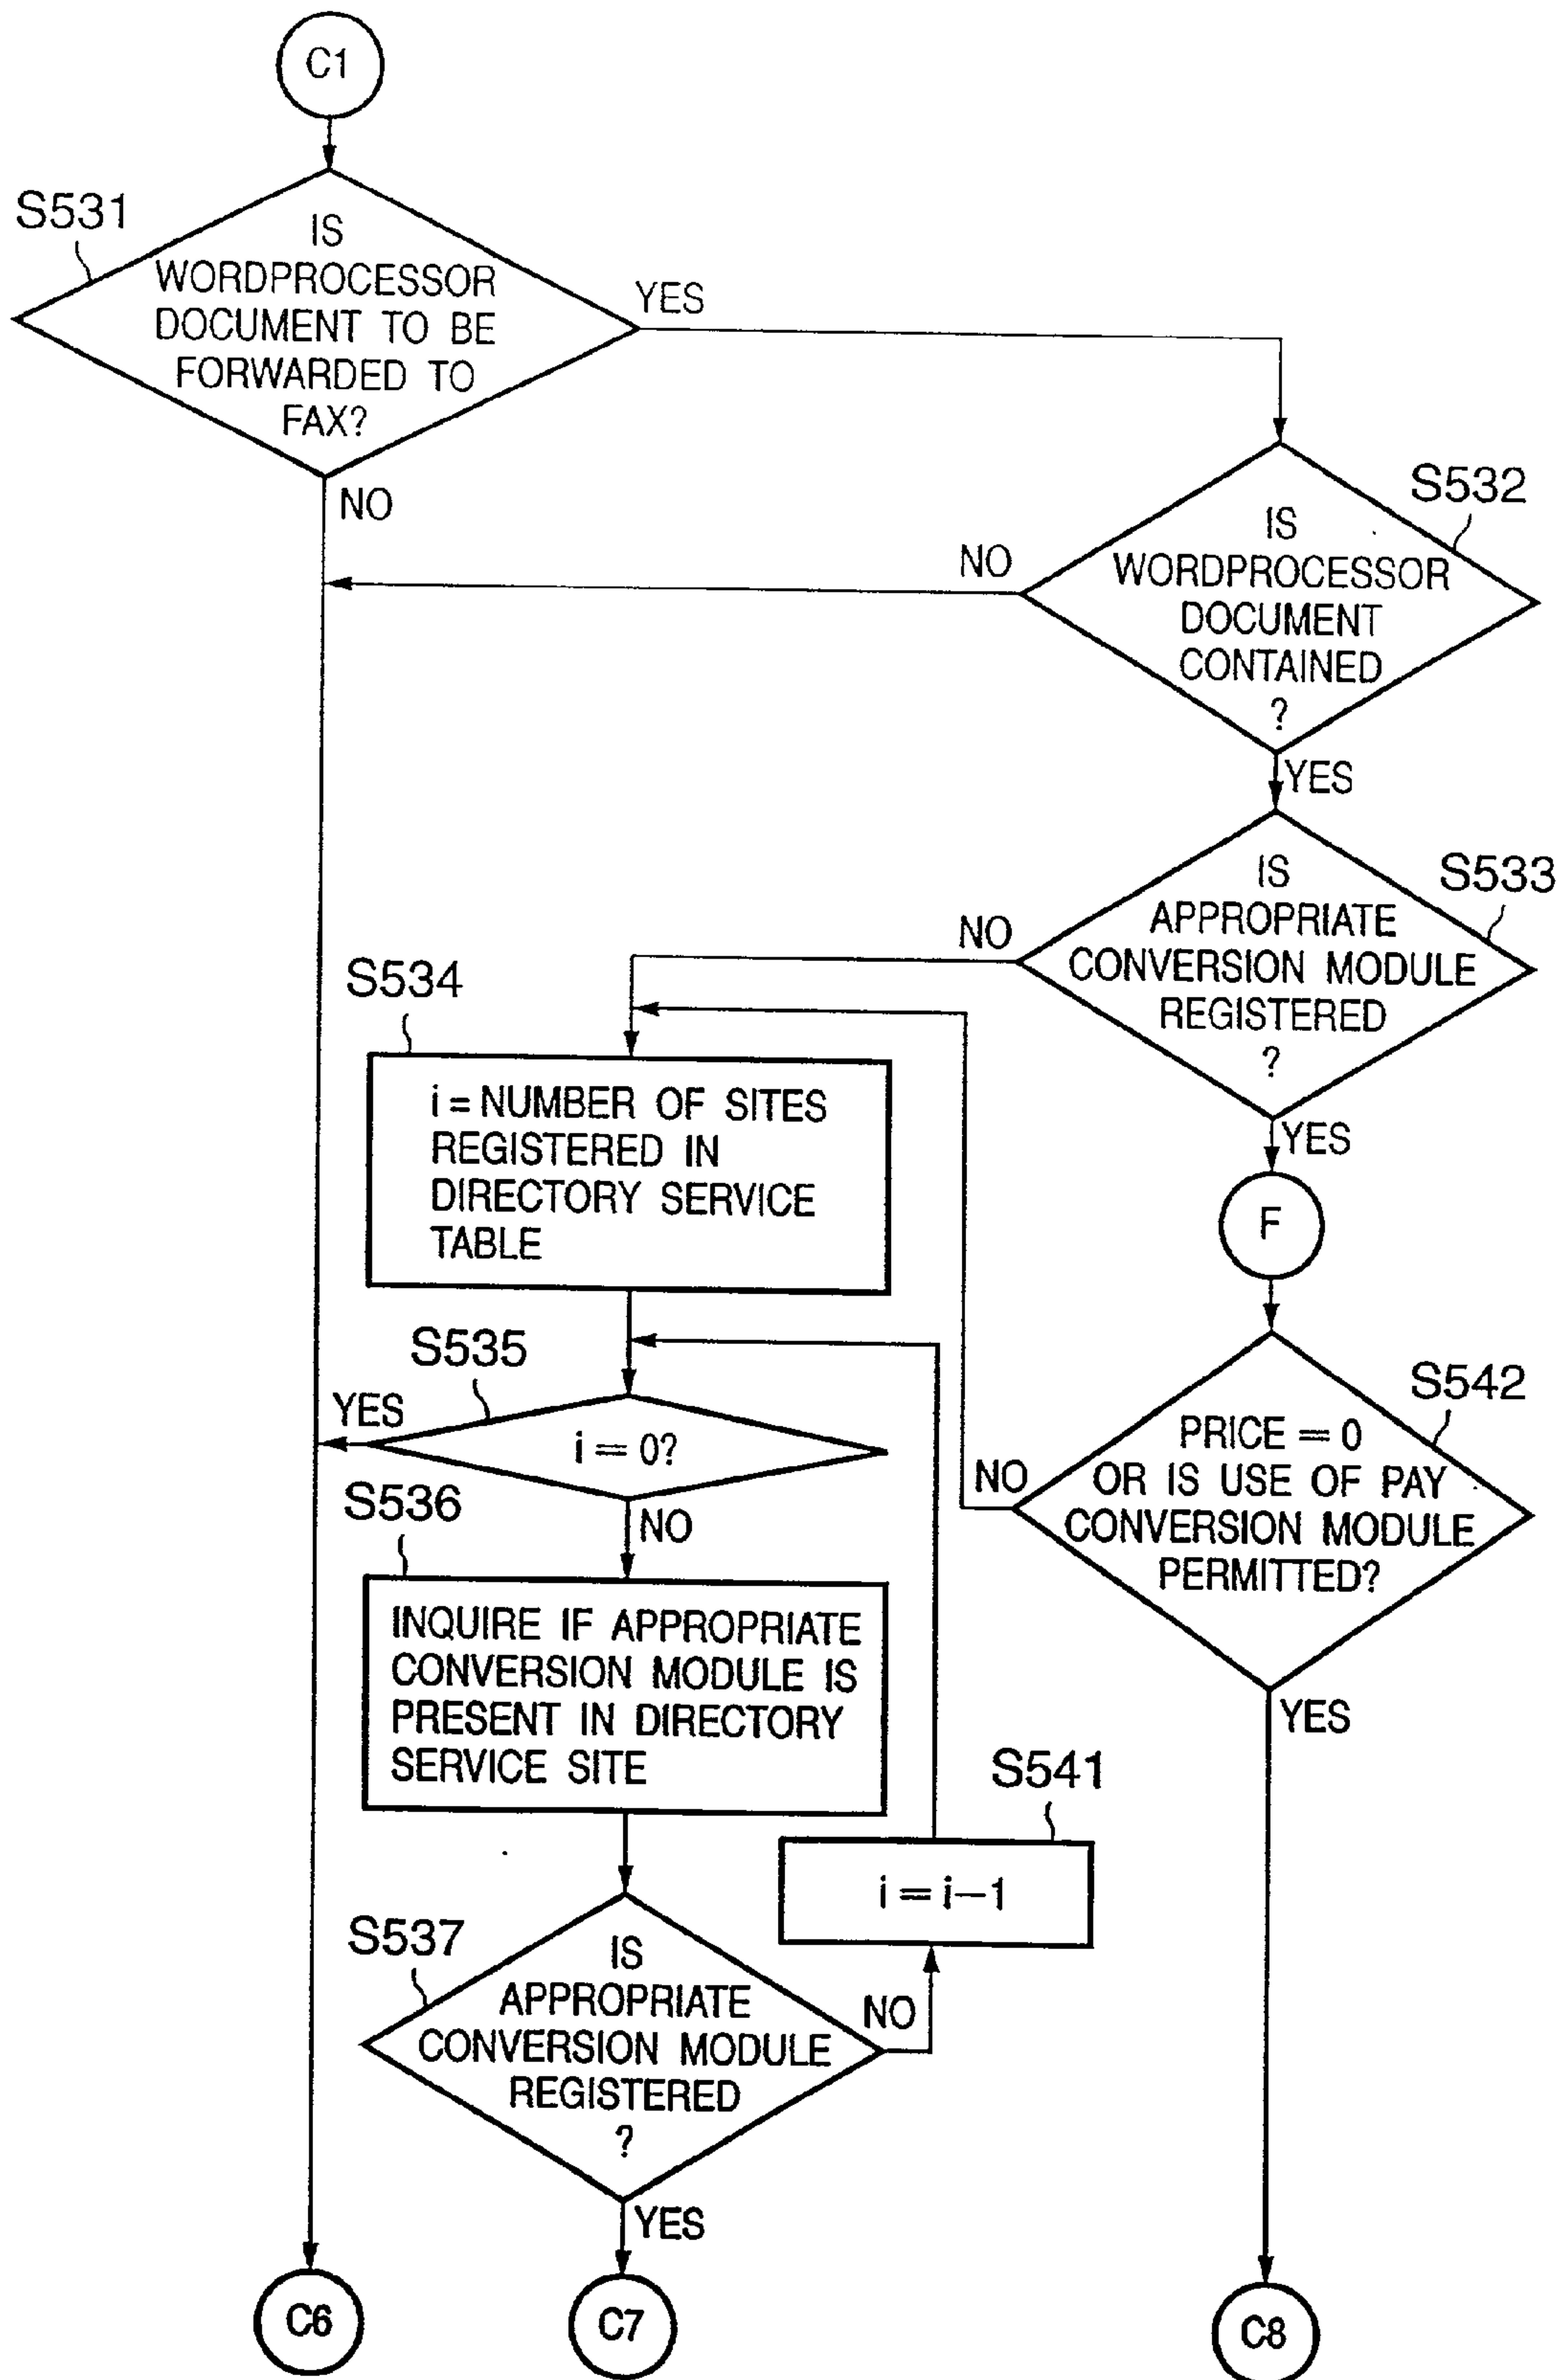 C1
S531
IS
WORDPROCESSOR
DOCUMENT TO BE
FORWARDED TO
FAX?
YES
NO
S532
IS
WORDPROCESSOR
DOCUMENT
CONTAINED
?
NO
YES
S533
IS
APPROPRIATE
CONVERSION MODULE
REGISTERED
?
NO
YES
S534
i = NUMBER OF SITES
REGISTERED IN
DIRECTORY SERVICE
TABLE
F
S535
i = 0?
YES
NO
S542
PRICE = 0
OR IS USE OF PAY
CONVERSION MODULE
PERMITTED?
NO
YES
S536
INQUIRE IF APPROPRIATE
CONVERSION MODULE IS
PRESENT IN DIRECTORY
SERVICE SITE
S541
i = i–1
S537
IS
APPROPRIATE
CONVERSION MODULE
REGISTERED
?
NO
YES
C6
C7
C8